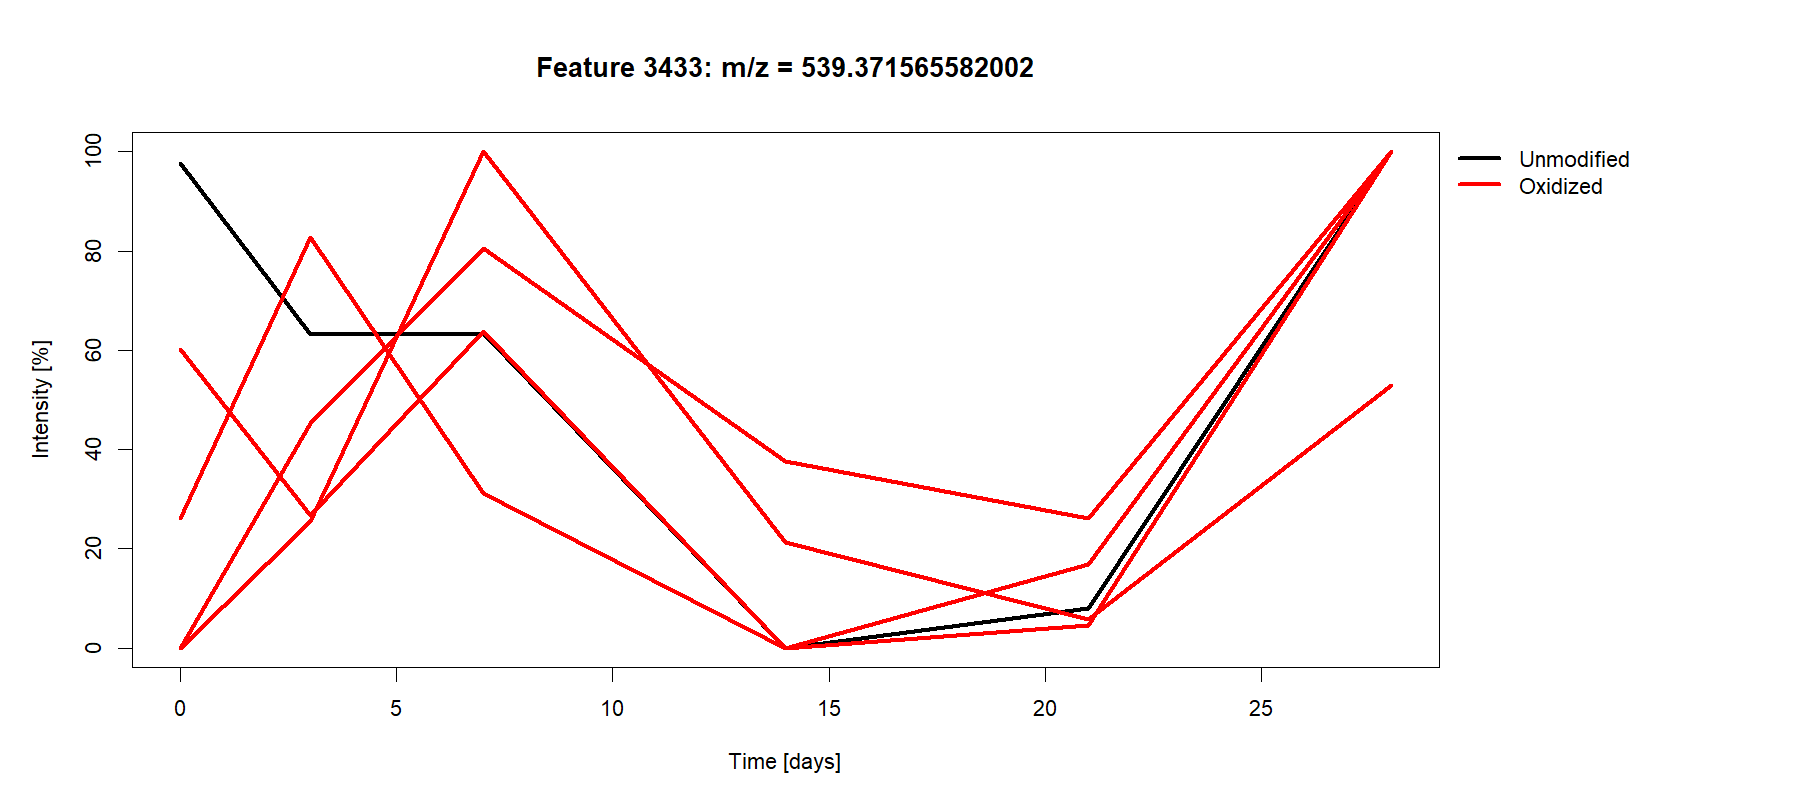 Feature 3433: m/z = 539.371565582002
Unmodified
Oxidized
Intensity [%]
100
80
60
40
20
0
0 5 10 15 20 25
Time [days]